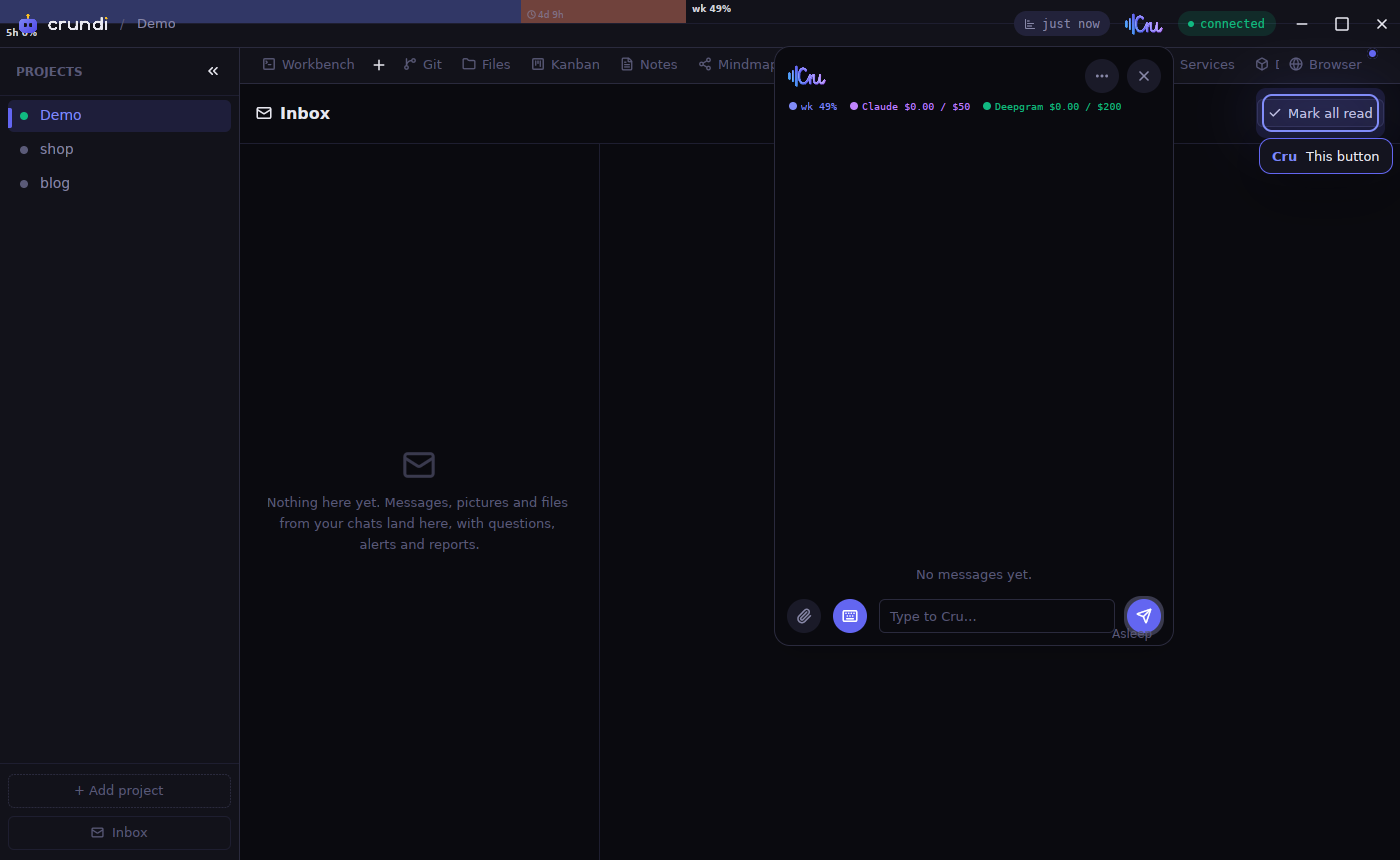 4d 9h
wk 49%
5h 0%
crundi / Demo
just now
Cru
connected
PROJECTS
Demo
shop
blog
+ Add project
Inbox
Workbench
+
Git
Files
Kanban
Notes
Mindmap
Services
Browser
Inbox
Mark all read
Cru This button
Cru
wk 49%
Claude $0.00 / $50
Deepgram $0.00 / $200
Nothing here yet. Messages, pictures and files
from your chats land here, with questions,
alerts and reports.
No messages yet.
Type to Cru...
Asleep